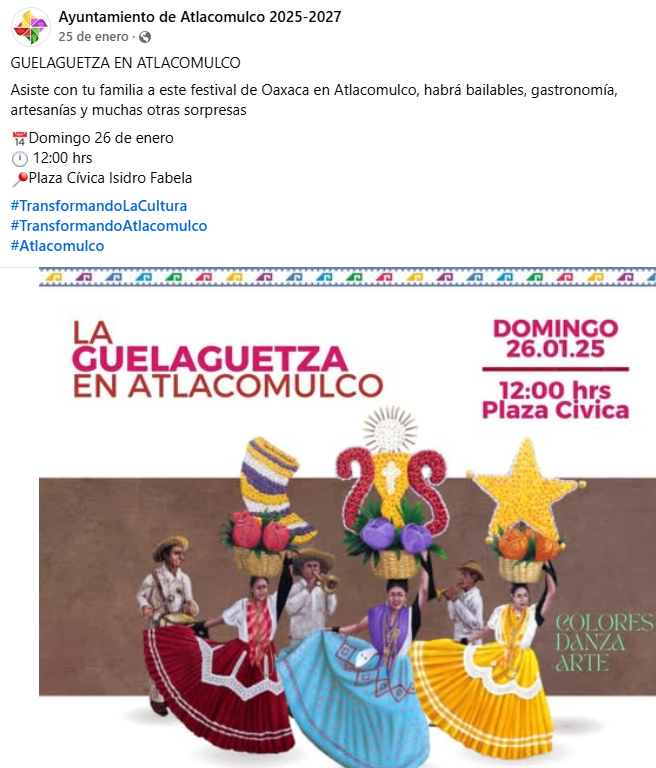 Ayuntamiento de Atlacomulco 2025-2027
25 de enero ·
GUELAGUETZA EN ATLACOMULCO
Asiste con tu familia a este festival de Oaxaca en Atlacomulco, habrá bailables, gastronomía,
artesanías y muchas otras sorpresas
📅Domingo 26 de enero
🕛 12:00 hrs
📍Plaza Cívica Isidro Fabela
#TransformandoLaCultura
#TransformandoAtlacomulco
#Atlacomulco
LA
GUELAGUETZA
EN ATLACOMULCO
DOMINGO
26.01.25
12:00 hrs
Plaza Civica
COLORES
DANZA
ARTE